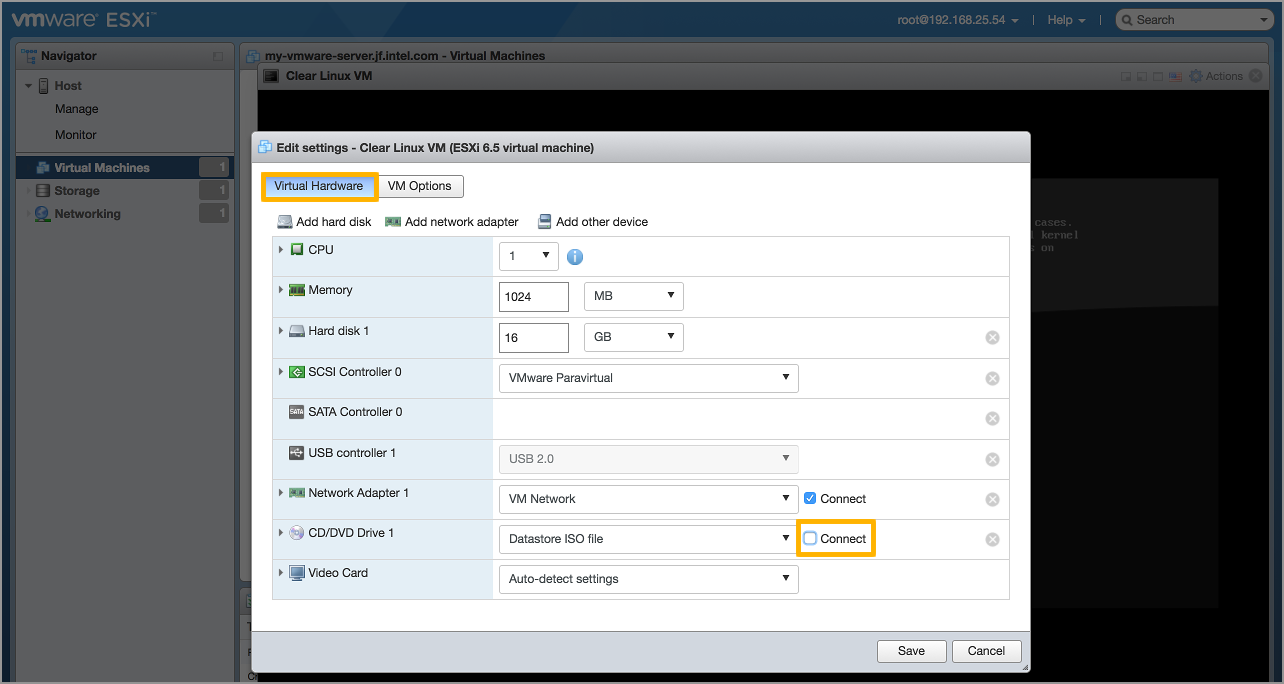 vmware ESXi™
root@192.168.25.54 | Help | Search
Navigator
my-vmware-server.jf.intel.com - Virtual Machines
Clear Linux VM
Actions
Host
Manage
Monitor
Virtual Machines 1
Storage 1
Networking 1
cases.
kernel
on
Edit settings - Clear Linux VM (ESXi 6.5 virtual machine)
Virtual Hardware
VM Options
Add hard disk
Add network adapter
Add other device
CPU
1
Memory
1024
MB
Hard disk 1
16
GB
SCSI Controller 0
VMware Paravirtual
SATA
SATA Controller 0
USB controller 1
USB 2.0
Network Adapter 1
VM Network
Connect
CD/DVD Drive 1
Datastore ISO file
Connect
Video Card
Auto-detect settings
Save
Cancel